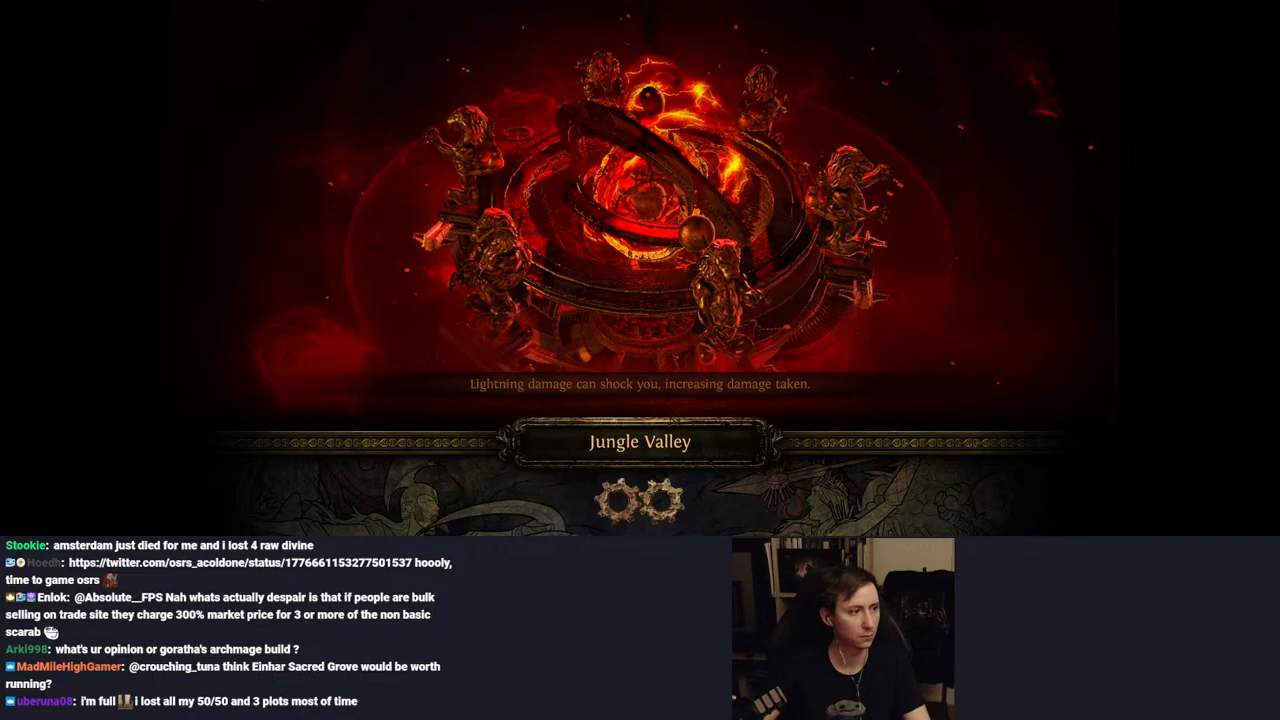 Lightning damage can shock you, increasing damage taken.
Jungle Valley
Stookie: amsterdam just died for me and i lost 4 raw divine
Hoedh: https://twitter.com/osrs_acoldone/status/1776661153277501537 hoooly,
time to game osrs
Enlok: @Absolute__FPS Nah whats actually despair is that if people are bulk
selling on trade site they charge 300% market price for 3 or more of the non basic
scarab
Arki998: what's ur opinion or goratha's archmage build ?
MadMileHighGamer: @crouching_tuna think Einhar Sacred Grove would be worth
running?
uberuna08: i'm full i lost all my 50/50 and 3 plots most of time